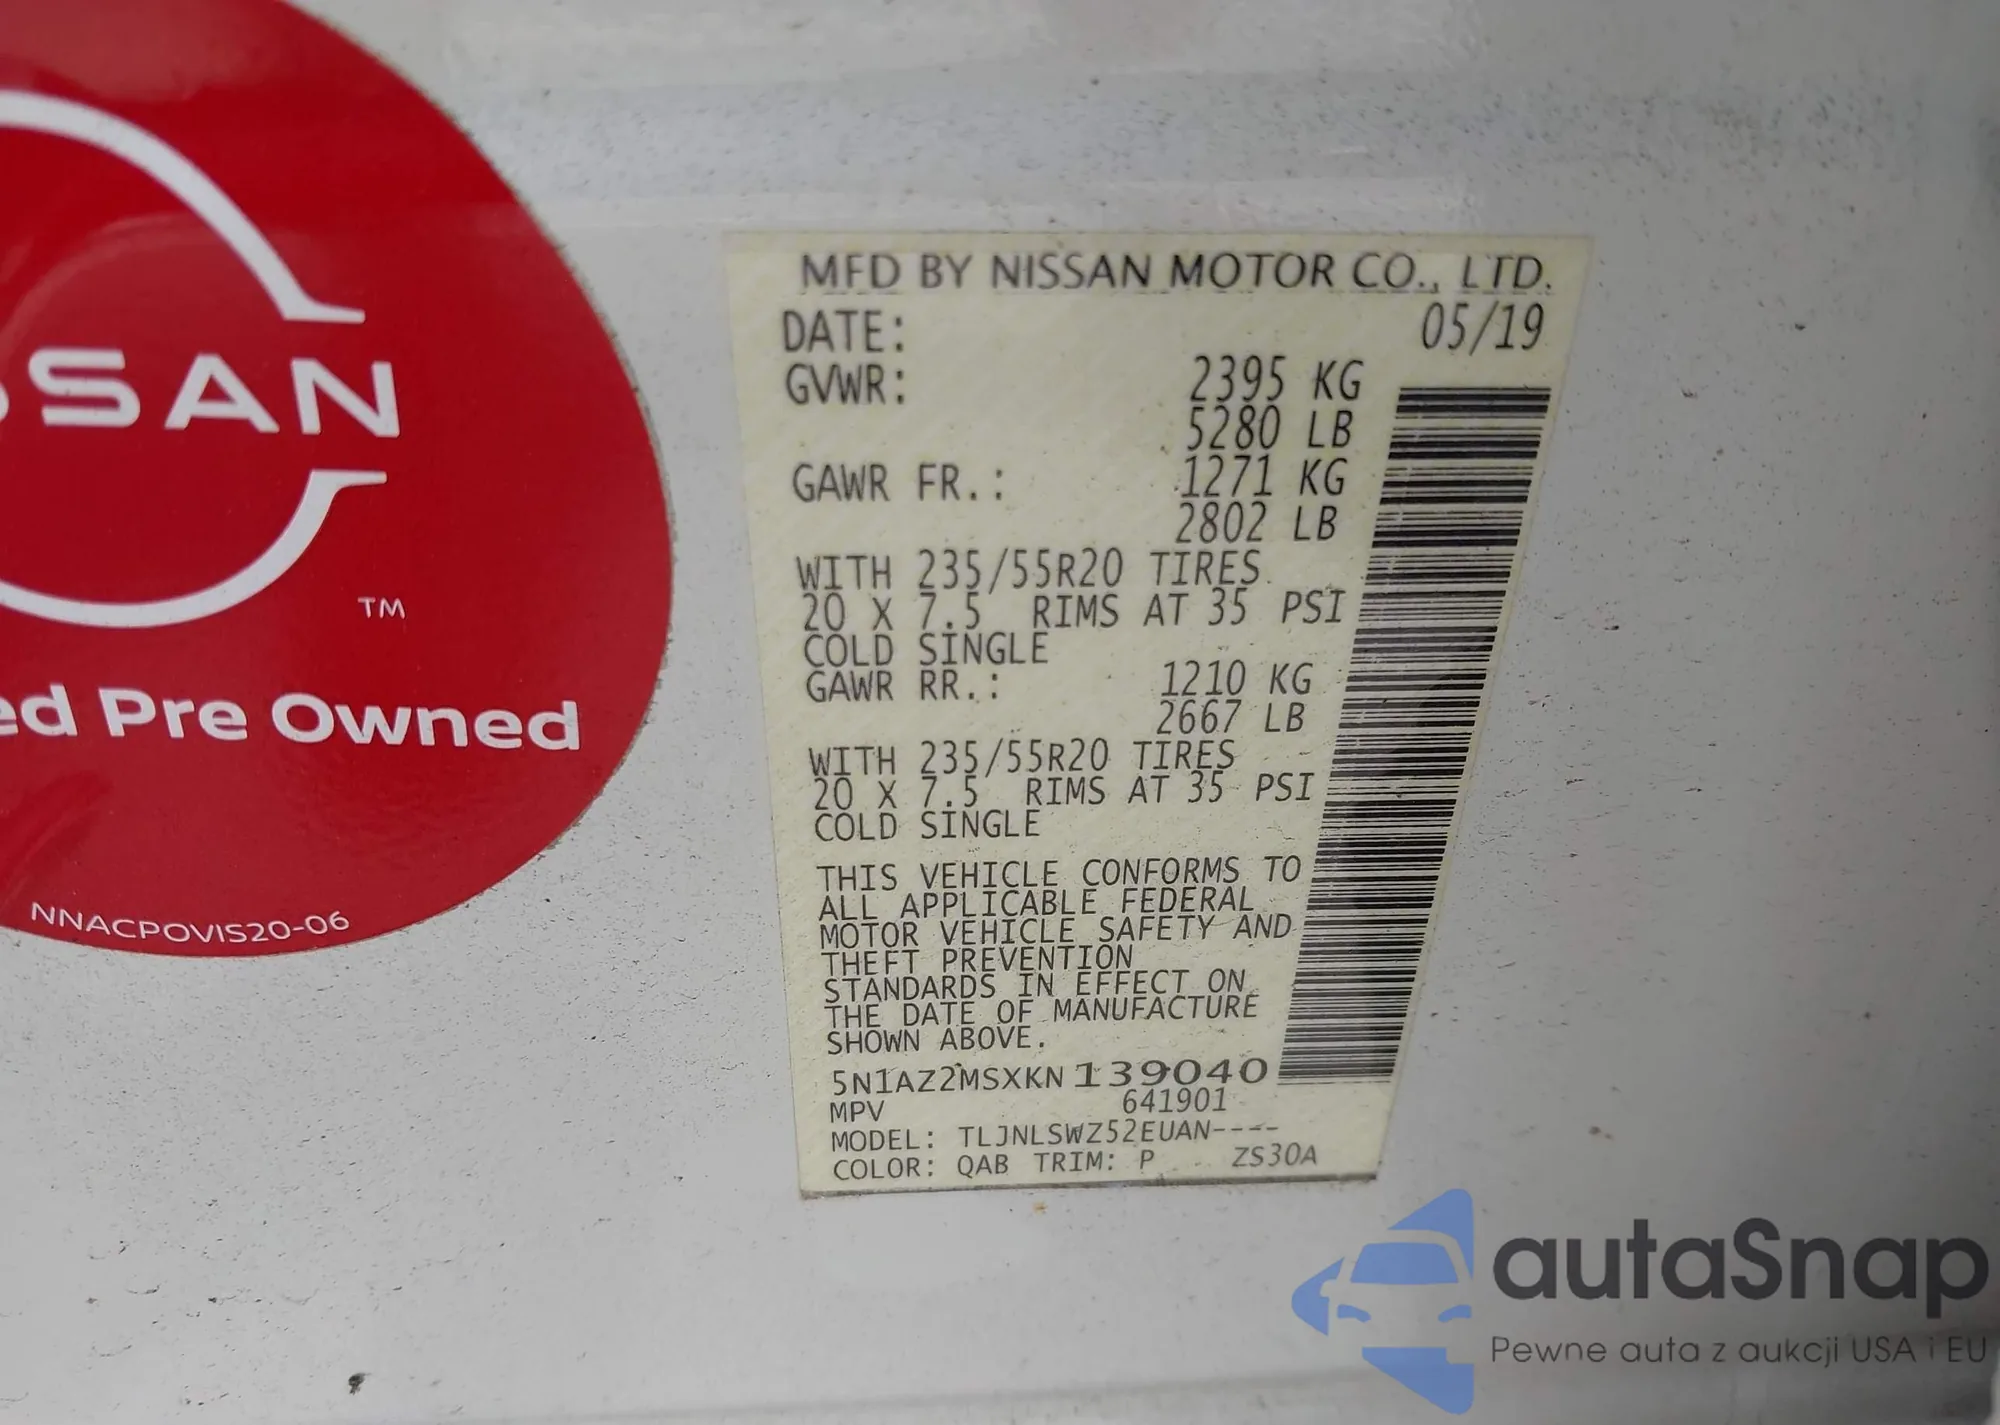 SSAN
TM
ed Pre Owned
NNACPOVIS20-06
MFD BY NISSAN MOTOR CO., LTD.
DATE: 05/19
GVWR: 2395 KG
5280 LB
GAWR FR.: 1271 KG
2802 LB
WITH 235/55R20 TIRES
20 X 7.5 RIMS AT 35 PSI
COLD SINGLE
GAWR RR.: 1210 KG
2667 LB
WITH 235/55R20 TIRES
20 X 7.5 RIMS AT 35 PSI
COLD SINGLE
THIS VEHICLE CONFORMS TO
ALL APPLICABLE FEDERAL
MOTOR VEHICLE SAFETY AND
THEFT PREVENTION
STANDARDS IN EFFECT ON
THE DATE OF MANUFACTURE
SHOWN ABOVE.
5N1AZ2MSXKN139040
MPV 641901
MODEL: TLJNLSWZ52EUAN----
COLOR: QAB TRIM: P ZS30A
autaSnap
Pewne auta z aukcji USA i EU